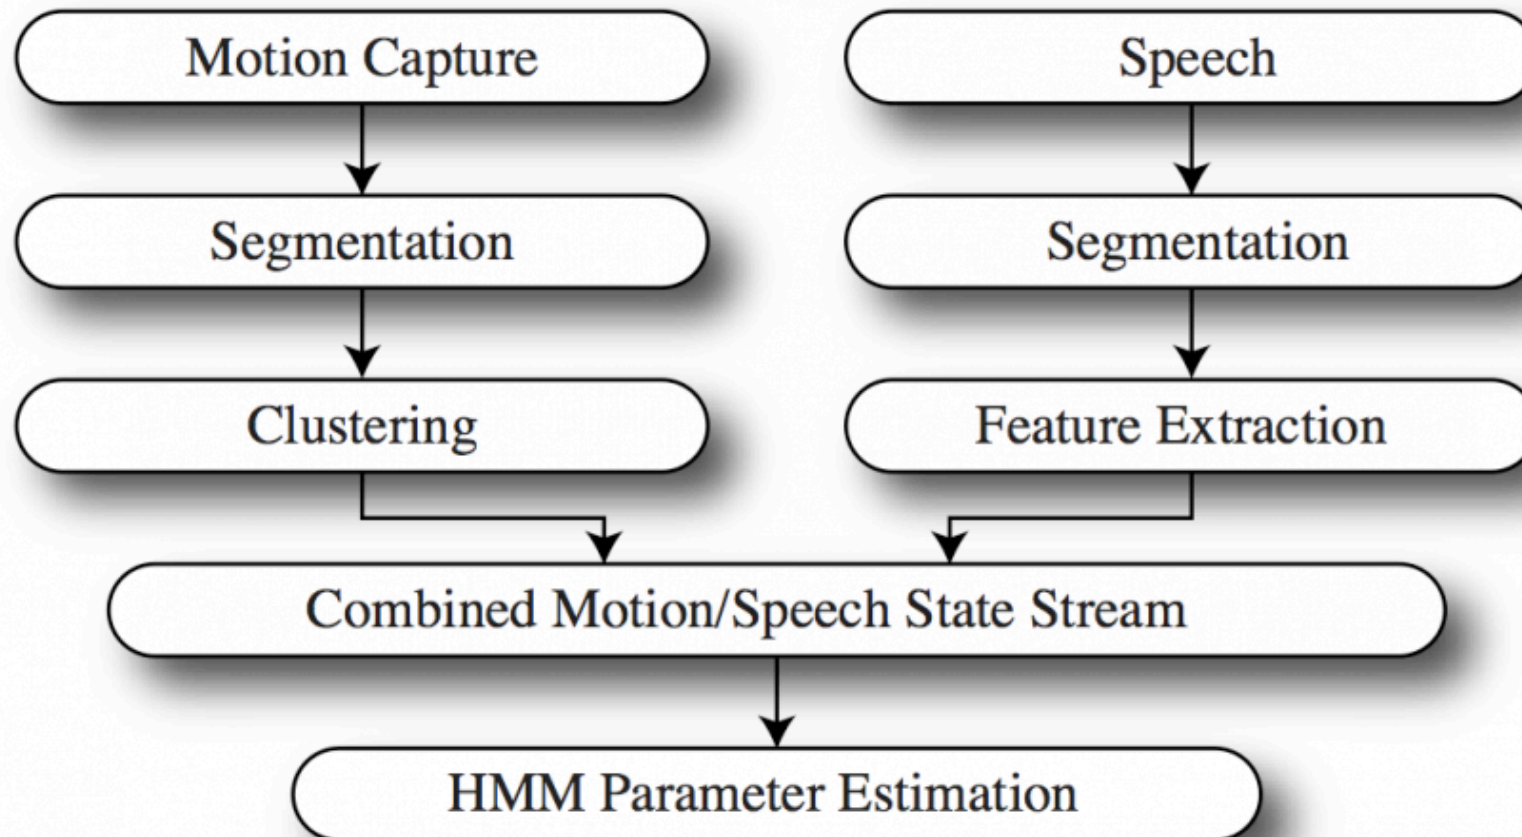 Motion Capture
Speech
Segmentation
Segmentation
Clustering
Feature Extraction
Combined Motion/Speech State Stream
HMM Parameter Estimation